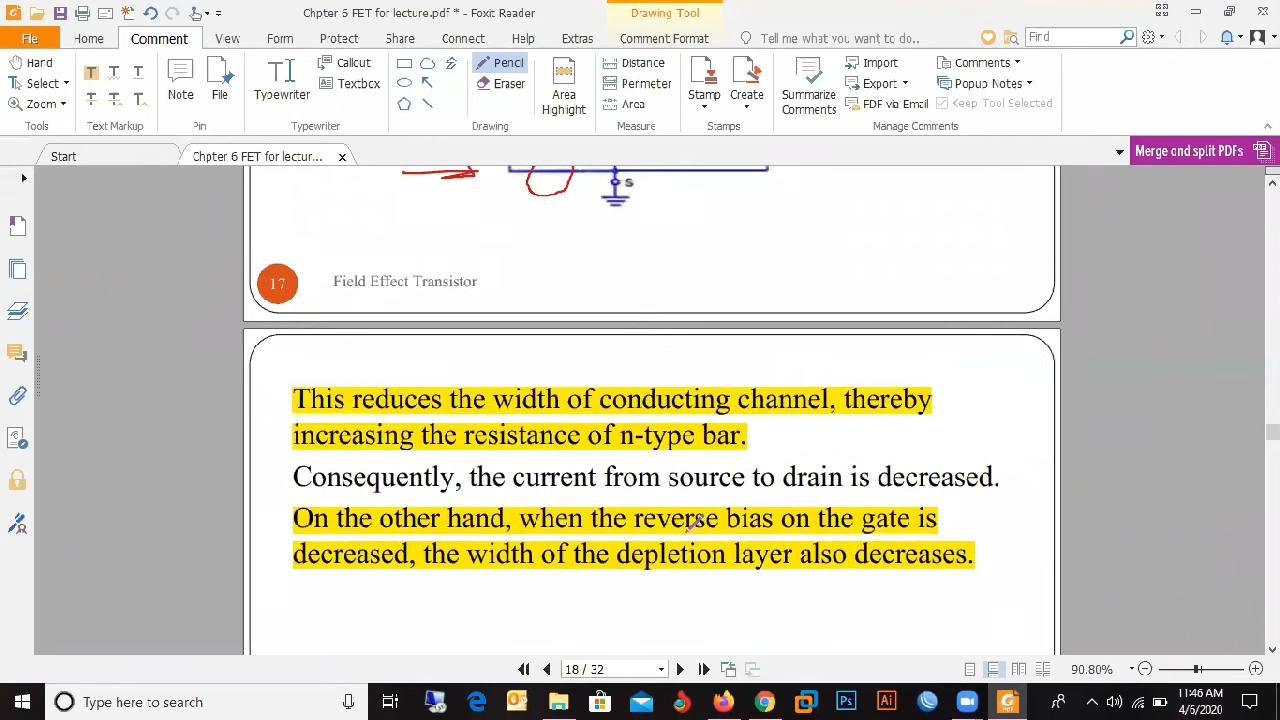 Chpter 6 FET for lecture.pdf * - Foxit Reader
Drawing Tool
File Home Comment View Form Protect Share Connect Help Extras Comment Format Tell me what you want to do.. Find
Hand
Select
Zoom
Tools
Text Markup
Note
File
Pin
Typewriter
Callout
Textbox
Typewriter
Pencil
Eraser
Drawing
Area Highlight
Distance
Perimeter
Area
Measure
Stamp
Create
Stamps
Summarize Comments
Import
Export
FDF via Email
Comments
Popup Notes
Keep Tool Selected
Manage Comments
Start
Chpter 6 FET for lectur...
Merge and split PDFs
S
17 Field Effect Transistor
This reduces the width of conducting channel, thereby
increasing the resistance of n-type bar.
Consequently, the current from source to drain is decreased.
On the other hand, when the reverse bias on the gate is
decreased, the width of the depletion layer also decreases.
18 / 32
90.80%
Type here to search
11:46 AM
4/5/2020